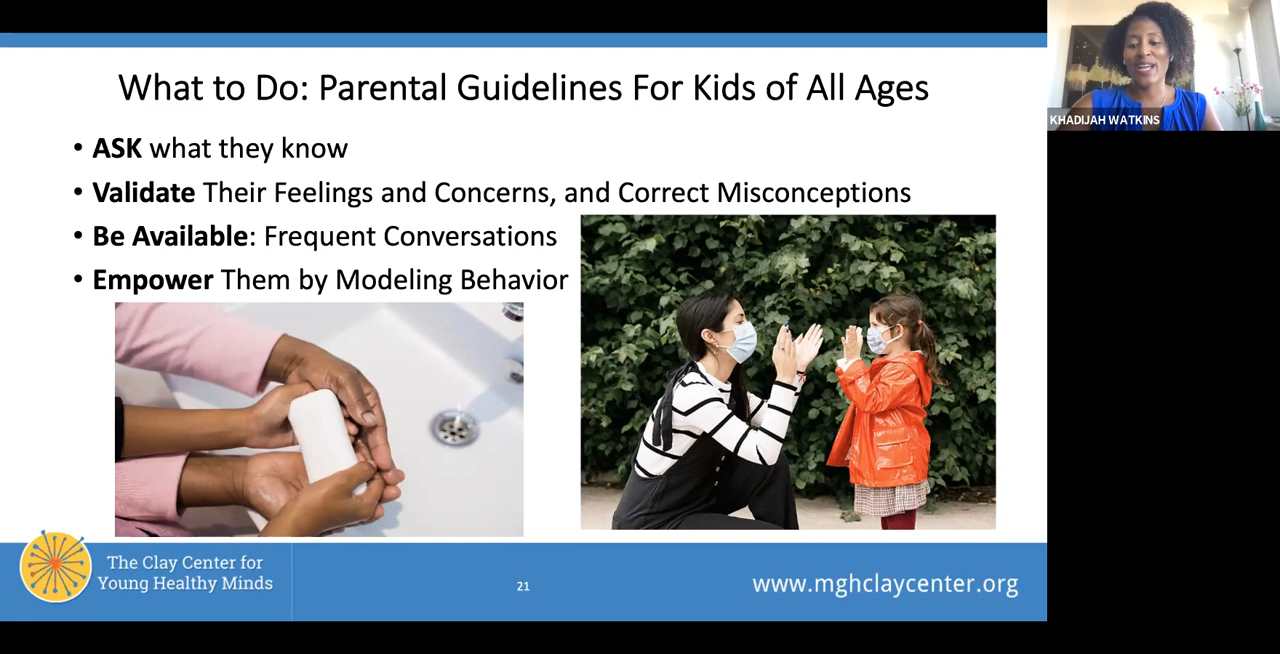 What to Do: Parental Guidelines For Kids of All Ages
KHADIJAH WATKINS
• ASK what they know
• Validate Their Feelings and Concerns, and Correct Misconceptions
• Be Available: Frequent Conversations
• Empower Them by Modeling Behavior
The Clay Center for
Young Healthy Minds
21
www.mghclaycenter.org